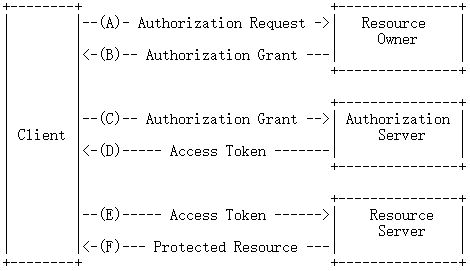 --(A)- Authorization Request ->
Resource
Owner
<-(B)-- Authorization Grant ---
--(C)-- Authorization Grant -->
Authorization
Server
Client
<-(D)----- Access Token -------
--(E)----- Access Token ------>
Resource
Server
<-(F)--- Protected Resource ---